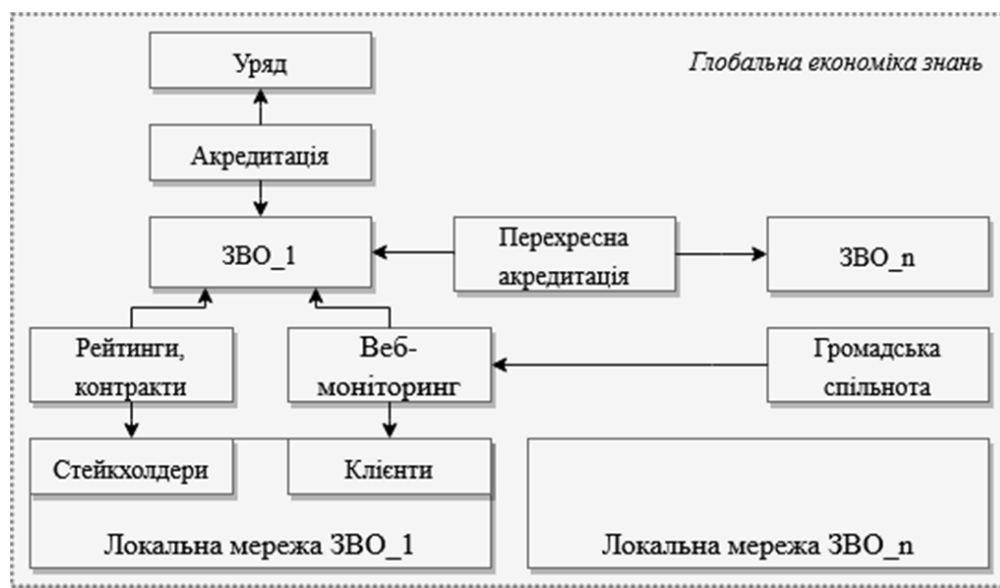 Уряд
Глобальна економіка знань
Акредитація
ЗВО_1
Перехресна
акредитація
ЗВО_n
Рейтинги,
контракти
Веб-
моніторинг
Громадська
спільнота
Стейкхолдери
Клієнти
Локальна мережа ЗВО_1
Локальна мережа ЗВО_n